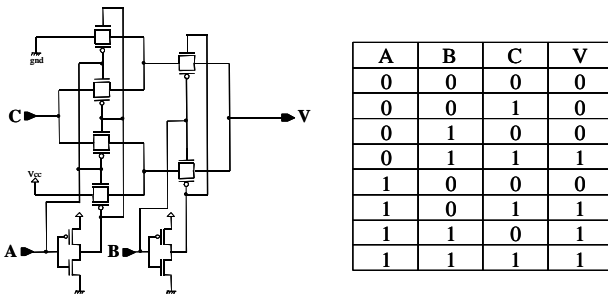 gnd
C
V
Vcc
A
B
A B C V
0 0 0 0
0 0 1 0
0 1 0 0
0 1 1 1
1 0 0 0
1 0 1 1
1 1 0 1
1 1 1 1